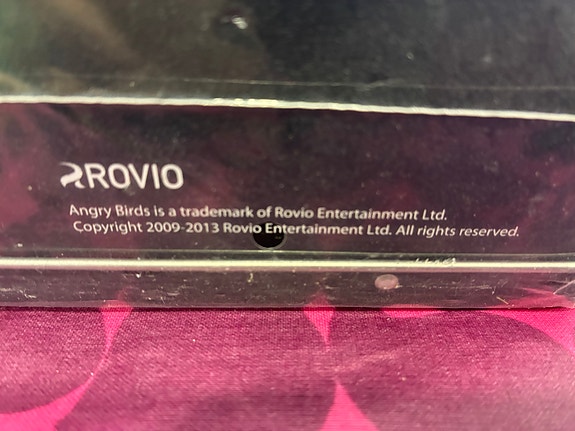 ROVIO
Angry Birds is a trademark of Rovio Entertainment Ltd.
Copyright 2009-2013 Rovio Entertainment Ltd. All rights reserved.